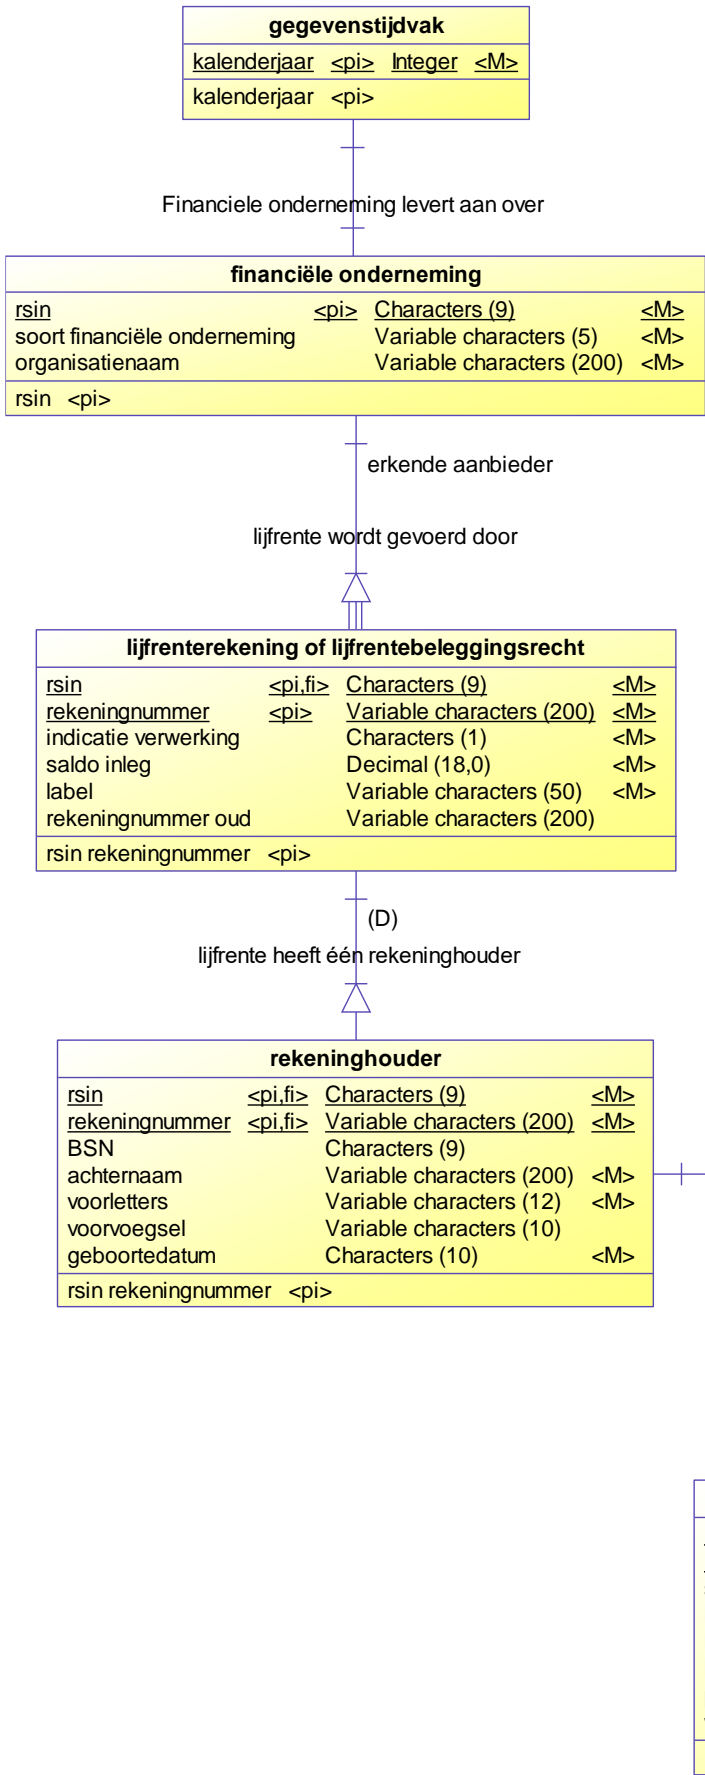 gegevenstijdvak
kalenderjaar <pi> Integer <M>
kalenderjaar <pi>
Financiele onderneming levert aan over
financiële onderneming
rsin <pi> Characters (9) <M>
soort financiële onderneming Variable characters (5) <M>
organisatienaam Variable characters (200) <M>
rsin <pi>
erkende aanbieder
lijfrente wordt gevoerd door
lijfrenterekening of lijfrentebeleggingsrecht
rsin <pi,fi> Characters (9) <M>
rekeningnummer <pi> Variable characters (200) <M>
indicatie verwerking Characters (1) <M>
saldo inleg Decimal (18,0) <M>
label Variable characters (50) <M>
rekeningnummer oud Variable characters (200)
rsin rekeningnummer <pi>
(D)
lijfrente heeft één rekeninghouder
rekeninghouder
rsin <pi,fi> Characters (9) <M>
rekeningnummer <pi,fi> Variable characters (200) <M>
BSN Characters (9)
achternaam Variable characters (200) <M>
voorletters Variable characters (12) <M>
voorvoegsel Variable characters (10)
geboortedatum Characters (10) <M>
rsin rekeningnummer <pi>